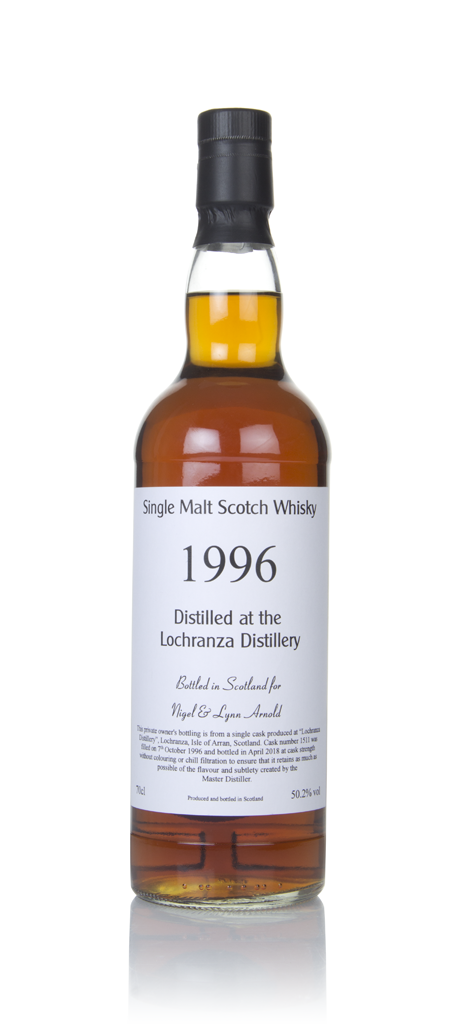 Single Malt Scotch Whisky
1996
Distilled at the
Lochranza Distillery
Bottled in Scotland for
Nigel & Lynn Arnold
This private owner's bottling is from a single cask produced at "Lochranza
Distillery", Lochranza, Isle of Arran, Scotland. Cask number 1511 was
filled on 7th October 1996 and bottled in April 2018 at cask strength
without colouring or chill filtration to ensure that it retains as much as
possible of the flavour and subtlety created by the
Master Distiller.
70cl
Produced and bottled in Scotland
50.2% vol